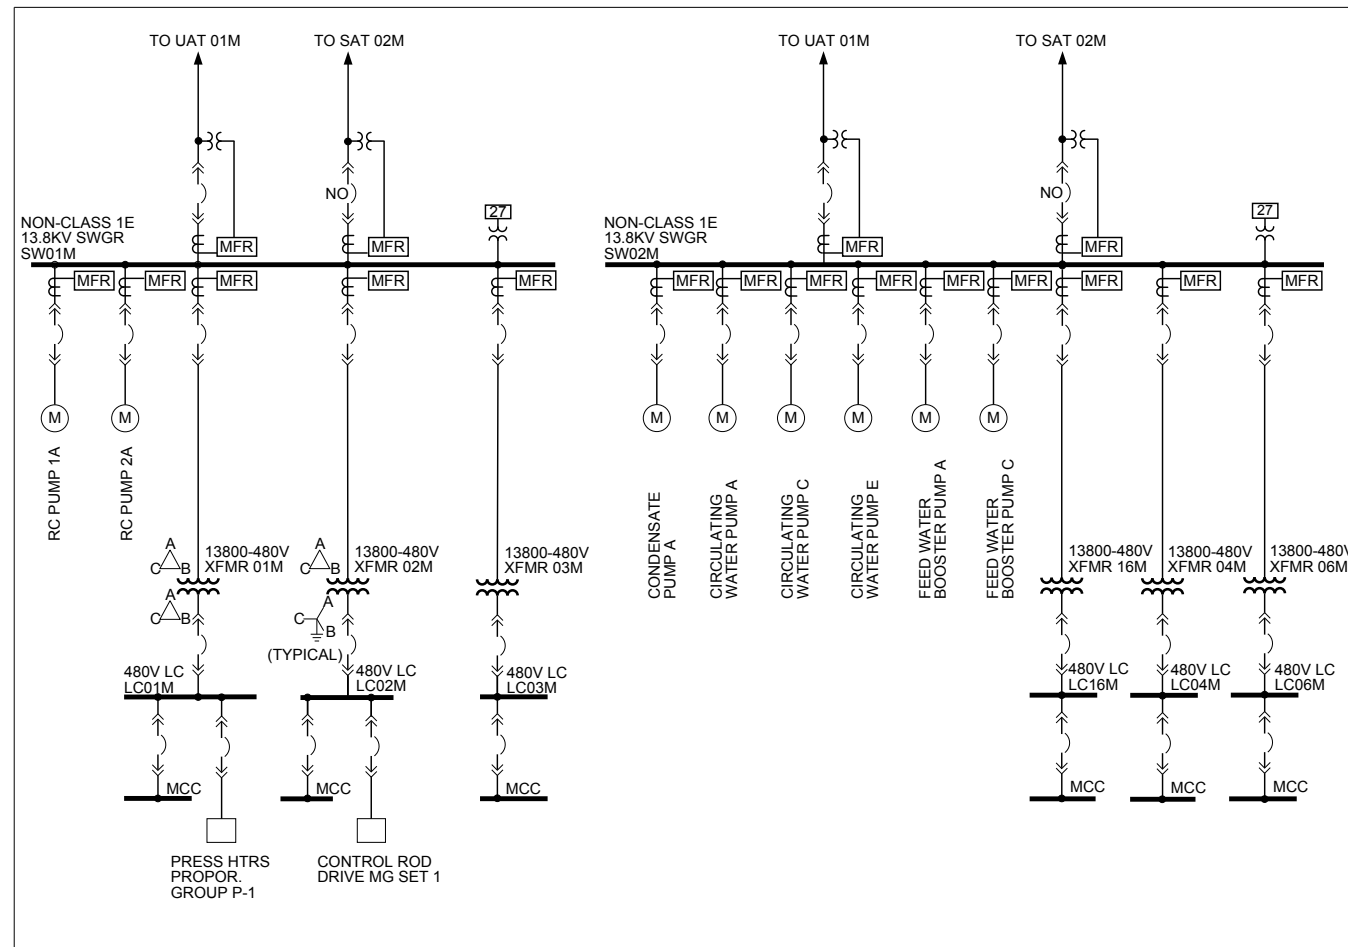 TO UAT 01M
TO SAT 02M
NO
27
NON-CLASS 1E
13.8KV SWGR
SW01M
MFR
MFR
MFR
MFR
MFR
MFR
MFR
M
M
RC PUMP 1A
RC PUMP 2A
A
C
B
13800-480V
XFMR 01M
A
C
B
A
C
B
13800-480V
XFMR 02M
A
C
B
(TYPICAL)
13800-480V
XFMR 03M
480V LC
LC01M
480V LC
LC02M
480V LC
LC03M
MCC
MCC
MCC
PRESS HTRS
PROPOR.
GROUP P-1
CONTROL ROD
DRIVE MG SET 1
TO UAT 01M
TO SAT 02M
NO
27
NON-CLASS 1E
13.8KV SWGR
SW02M
MFR
MFR
MFR
MFR
MFR
MFR
MFR
MFR
MFR
MFR
MFR
M
M
M
M
M
M
CONDENSATE
PUMP A
CIRCULATING
WATER PUMP A
CIRCULATING
WATER PUMP C
CIRCULATING
WATER PUMP E
FEED WATER
BOOSTER PUMP A
FEED WATER
BOOSTER PUMP C
13800-480V
XFMR 16M
13800-480V
XFMR 04M
13800-480V
XFMR 06M
480V LC
LC16M
480V LC
LC04M
480V LC
LC06M
MCC
MCC
MCC